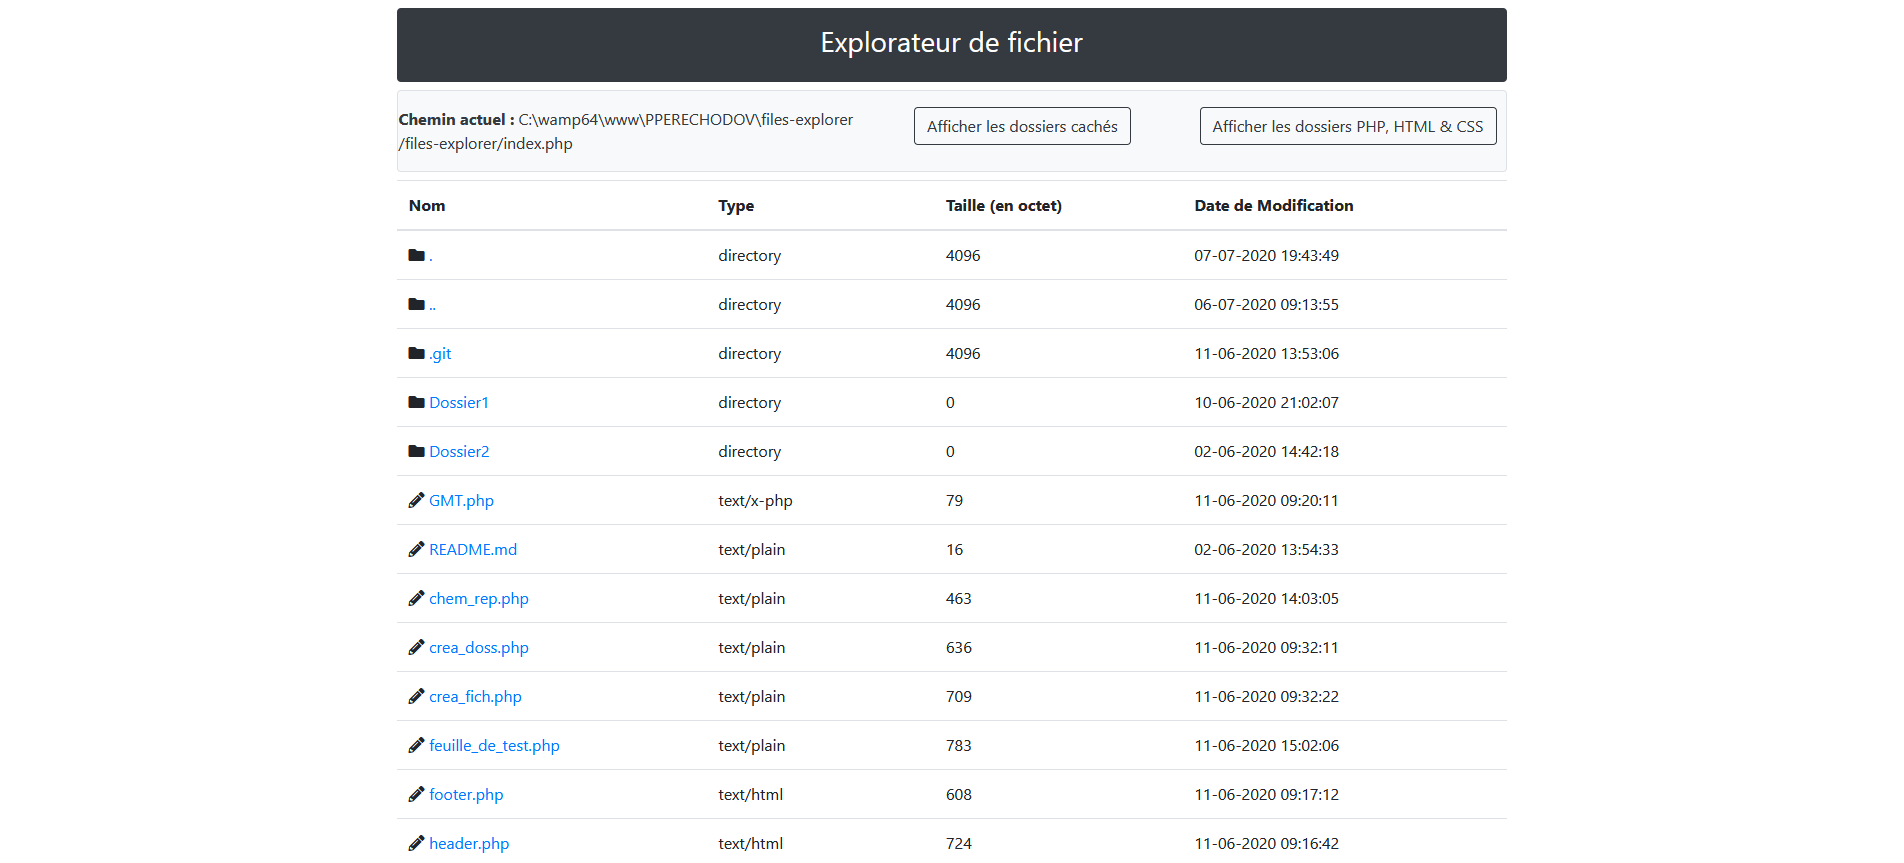 Explorateur de fichier
Chemin actuel : C:\wamp64\www\PPERECHODOV\files-explorer
/files-explorer/index.php
Afficher les dossiers cachés
Afficher les dossiers PHP, HTML & CSS
Nom Type Taille (en octet) Date de Modification
. directory 4096 07-07-2020 19:43:49
.. directory 4096 06-07-2020 09:13:55
.git directory 4096 11-06-2020 13:53:06
Dossier1 directory 0 10-06-2020 21:02:07
Dossier2 directory 0 02-06-2020 14:42:18
GMT.php text/x-php 79 11-06-2020 09:20:11
README.md text/plain 16 02-06-2020 13:54:33
chem_rep.php text/plain 463 11-06-2020 14:03:05
crea_doss.php text/plain 636 11-06-2020 09:32:11
crea_fich.php text/plain 709 11-06-2020 09:32:22
feuille_de_test.php text/plain 783 11-06-2020 15:02:06
footer.php text/html 608 11-06-2020 09:17:12
header.php text/html 724 11-06-2020 09:16:42